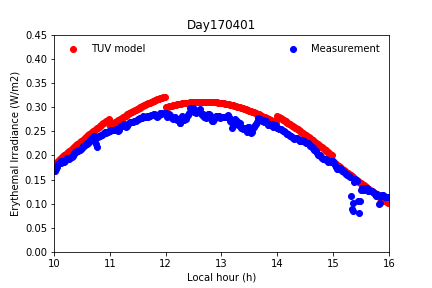 Day170401
TUV model
Measurement
Erythemal Irradiance (W/m2)
0.45
0.40
0.35
0.30
0.25
0.20
0.15
0.10
0.05
0.00
10 11 12 13 14 15 16
Local hour (h)